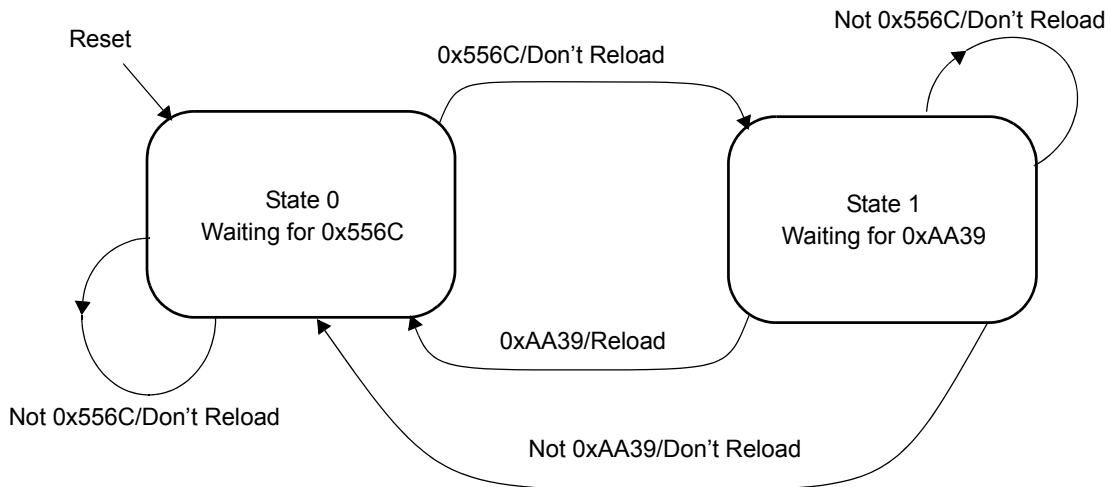 Not 0x556C/Don’t Reload
Reset
0x556C/Don’t Reload
State 0
Waiting for 0x556C
State 1
Waiting for 0xAA39
0xAA39/Reload
Not 0x556C/Don’t Reload
Not 0xAA39/Don’t Reload